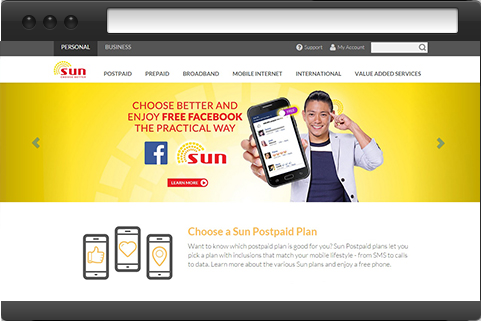 PERSONAL BUSINESS Support My Account
sun POSTPAID PREPAID BROADBAND MOBILE INTERNET INTERNATIONAL VALUE ADDED SERVICES
CHOOSE BETTER AND
ENJOY FREE FACEBOOK
THE PRACTICAL WAY
f sun
LEARN MORE
Choose a Sun Postpaid Plan
Want to know which postpaid plan is good for you? Sun Postpaid plans let you
pick a plan with inclusions that match your mobile lifestyle - from SMS to calls
to data. Learn more about the various Sun plans and enjoy a free phone.